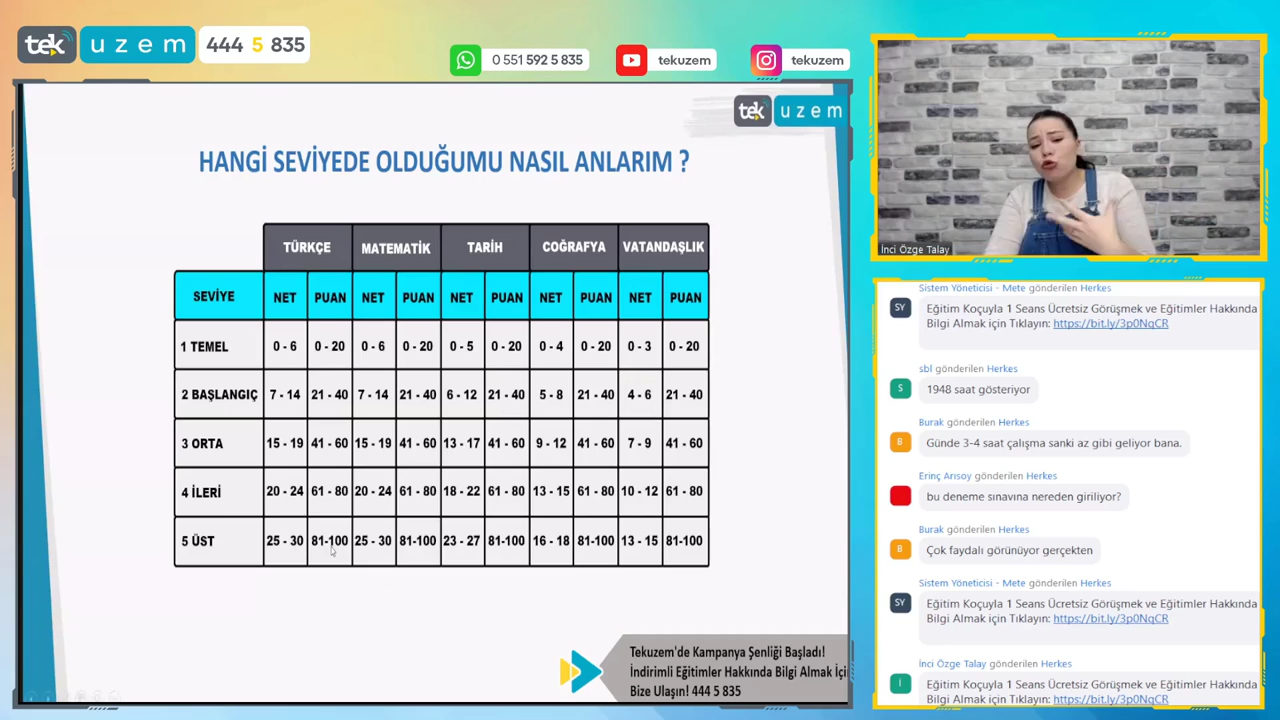 tek uzem 444 5 835
0 551 592 5 835
tekuzem
tekuzem
tek uzem
HANGİ SEVİYEDE OLDUĞUMU NASIL ANLARIM ?
TÜRKÇE MATEMATİK TARİH COĞRAFYA VATANDAŞLIK
SEVİYE NET PUAN NET PUAN NET PUAN NET PUAN NET PUAN
1 TEMEL 0 - 6 0 - 20 0 - 6 0 - 20 0 - 5 0 - 20 0 - 4 0 - 20 0 - 3 0 - 20
2 BAŞLANGIÇ 7 - 14 21 - 40 7 - 14 21 - 40 6 - 12 21 - 40 5 - 8 21 - 40 4 - 6 21 - 40
3 ORTA 15 - 19 41 - 60 15 - 19 41 - 60 13 - 17 41 - 60 9 - 12 41 - 60 7 - 9 41 - 60
4 İLERİ 20 - 24 61 - 80 20 - 24 61 - 80 18 - 22 61 - 80 13 - 15 61 - 80 10 - 12 61 - 80
5 ÜST 25 - 30 81-100 25 - 30 81-100 23 - 27 81-100 16 - 18 81-100 13 - 15 81-100
Tekuzem'de Kampanya Şenliği Başladı!
İndirimli Eğitimler Hakkında Bilgi Almak İçi
Bize Ulaşın! 444 5 835
İnci Özge Talay
Sistem Yöneticisi - Mete gönderilen Herkes
SY
Eğitim Koçuyla 1 Seans Ücretsiz Görüşmek ve Eğitimler Hakkında
Bilgi Almak için Tıklayın: https://bit.ly/3p0NqCR
sbl gönderilen Herkes
S
1948 saat gösteriyor
Burak gönderilen Herkes
B
Günde 3-4 saat çalışma sanki az gibi geliyor bana.
Erinç Arısoy gönderilen Herkes
bu deneme sınavına nereden giriliyor?
Burak gönderilen Herkes
B
Çok faydalı görünüyor gerçekten
Sistem Yöneticisi - Mete gönderilen Herkes
SY
Eğitim Koçuyla 1 Seans Ücretsiz Görüşmek ve Eğitimler Hakkında
Bilgi Almak için Tıklayın: https://bit.ly/3p0NqCR
İnci Özge Talay gönderilen Herkes
İ
Eğitim Koçuyla 1 Seans Ücretsiz Görüşmek ve Eğitimler Hakkında
Bilgi Almak için Tıklayın: https://bit.ly/3p0NqCR